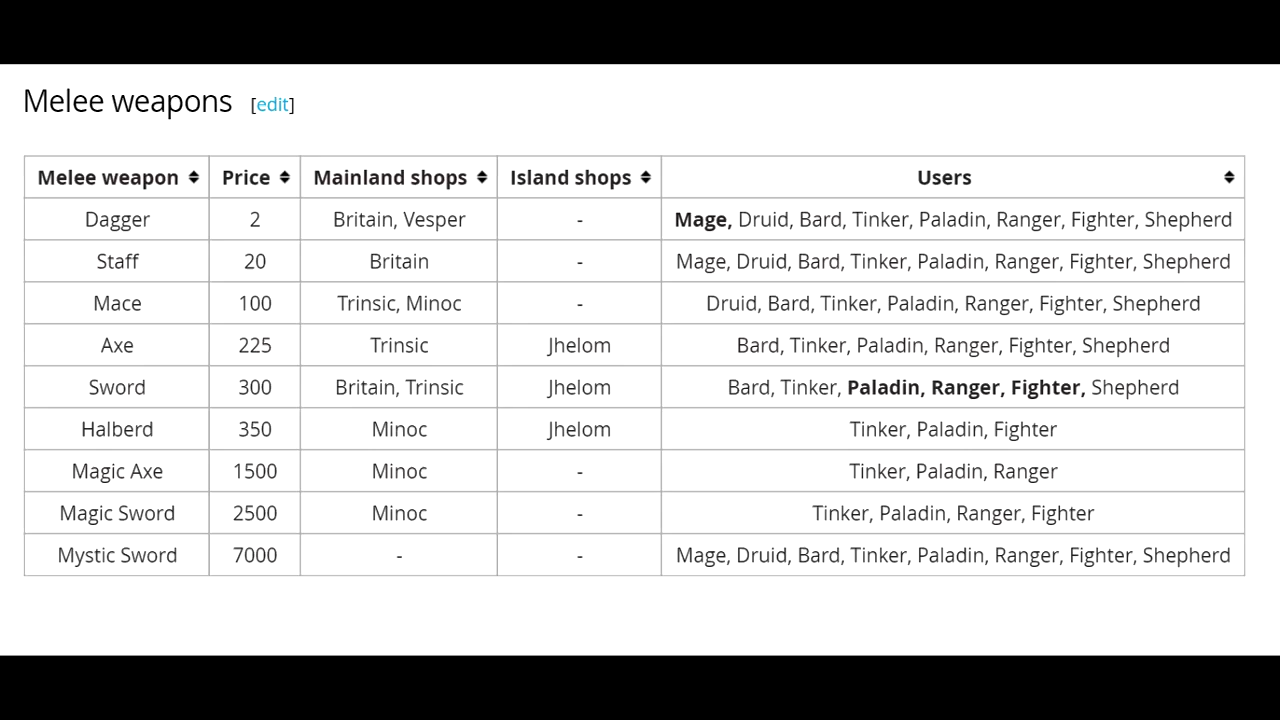 Melee weapons [edit]
Melee weapon Price Mainland shops Island shops Users
Dagger 2 Britain, Vesper - Mage, Druid, Bard, Tinker, Paladin, Ranger, Fighter, Shepherd
Staff 20 Britain - Mage, Druid, Bard, Tinker, Paladin, Ranger, Fighter, Shepherd
Mace 100 Trinsic, Minoc - Druid, Bard, Tinker, Paladin, Ranger, Fighter, Shepherd
Axe 225 Trinsic Jhelom Bard, Tinker, Paladin, Ranger, Fighter, Shepherd
Sword 300 Britain, Trinsic Jhelom Bard, Tinker, Paladin, Ranger, Fighter, Shepherd
Halberd 350 Minoc Jhelom Tinker, Paladin, Fighter
Magic Axe 1500 Minoc - Tinker, Paladin, Ranger
Magic Sword 2500 Minoc - Tinker, Paladin, Ranger, Fighter
Mystic Sword 7000 - - Mage, Druid, Bard, Tinker, Paladin, Ranger, Fighter, Shepherd